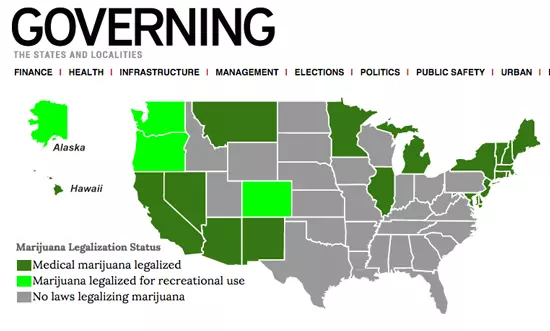 GOVERNING
THE STATES AND LOCALITIES
FINANCE | HEALTH | INFRASTRUCTURE | MANAGEMENT | ELECTIONS | POLITICS | PUBLIC SAFETY | URBAN |
Alaska
Hawaii
Marijuana Legalization Status
Medical marijuana legalized
Marijuana legalized for recreational use
No laws legalizing marijuana